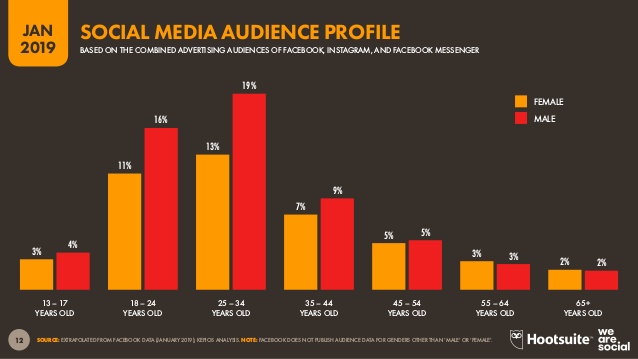 JAN
2019
SOCIAL MEDIA AUDIENCE PROFILE
BASED ON THE COMBINED ADVERTISING AUDIENCES OF FACEBOOK, INSTAGRAM, AND FACEBOOK MESSENGER
FEMALE
MALE
3%
4%
11%
16%
13%
19%
7%
9%
5%
5%
3%
3%
2%
2%
13 – 17
YEARS OLD
18 – 24
YEARS OLD
25 – 34
YEARS OLD
35 – 44
YEARS OLD
45 – 54
YEARS OLD
55 – 64
YEARS OLD
65+
YEARS OLD
12
SOURCE: EXTRAPOLATED FROM FACEBOOK DATA (JANUARY 2019); KEPIOS ANALYSIS. NOTE: FACEBOOK DOES NOT PUBLISH AUDIENCE DATA FOR GENDERS OTHER THAN 'MALE' OR 'FEMALE'.
Hootsuite™
we
are
social